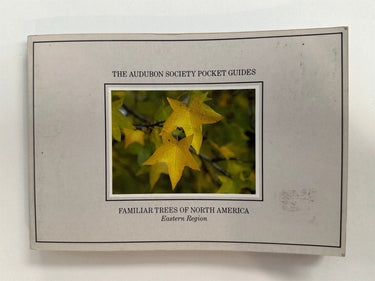 THE AUDUBON SOCIETY POCKET GUIDES
FAMILIAR TREES OF NORTH AMERICA
Eastern Region